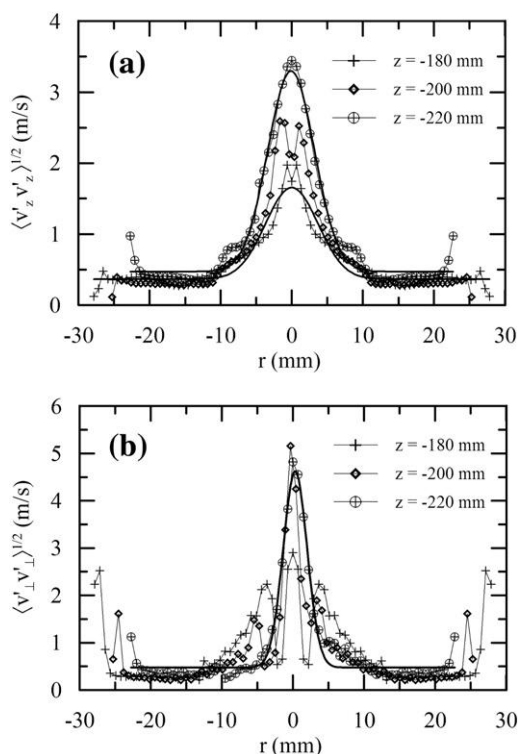 (a)
z = -180 mm
z = -200 mm
z = -220 mm
4
3
2
1
0
⟨v'z v'z⟩1/2 (m/s)
-30 -20 -10 0 10 20 30
r (mm)
(b)
z = -180 mm
z = -200 mm
z = -220 mm
6
5
4
3
2
1
0
⟨v'⊥ v'⊥⟩1/2 (m/s)
-30 -20 -10 0 10 20 30
r (mm)